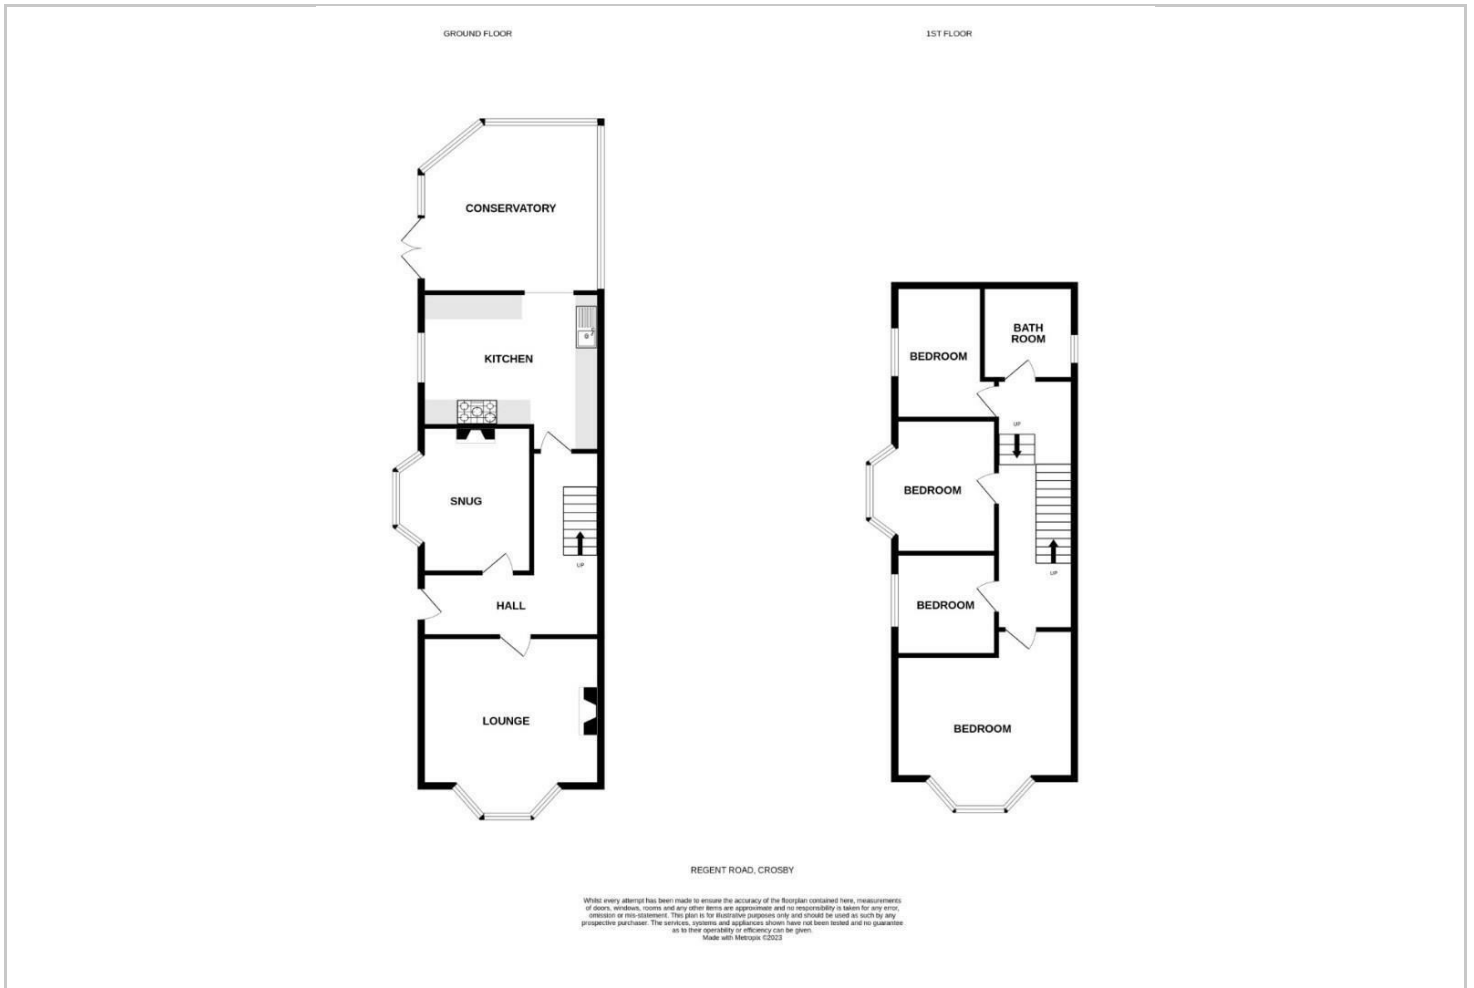 GROUND FLOOR
1ST FLOOR
CONSERVATORY
KITCHEN
SNUG
UP
HALL
LOUNGE
BATH
ROOM
BEDROOM
UP
BEDROOM
UP
BEDROOM
BEDROOM
REGENT ROAD, CROSBY
Whilst every attempt has been made to ensure the accuracy of the floorplan contained here, measurements
of doors, windows, rooms and any other items are approximate and no responsibility is taken for any error,
omission or mis-statement. This plan is for illustrative purposes only and should be used as such by any
prospective purchaser. The services, systems and appliances shown have not been tested and no guarantee
as to their operability or efficiency can be given.
Made with Metropix ©2023